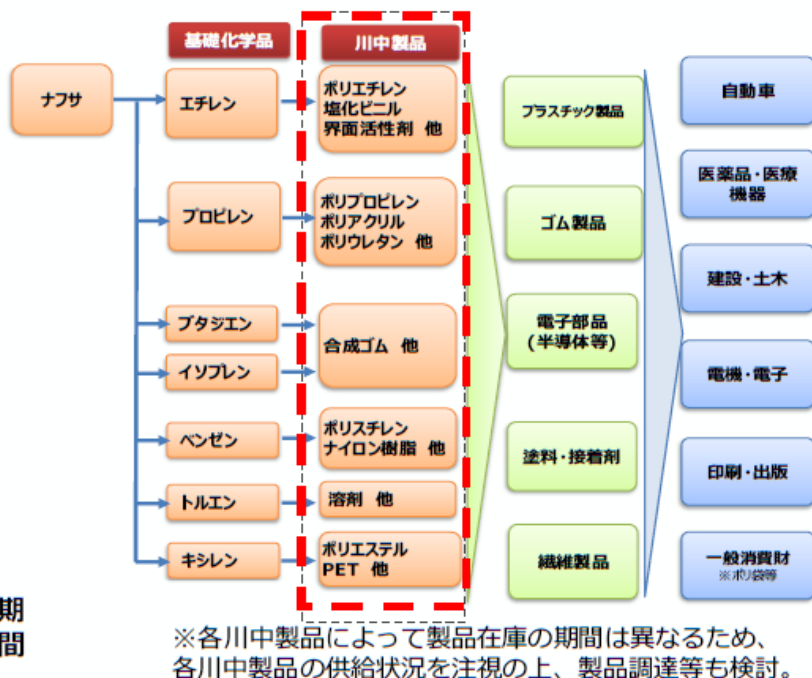 基礎化学品
川中製品
ナフサ
エチレン
ポリエチレン
塩化ビニル
界面活性剤 他
プロピレン
ポリプロピレン
ポリアクリル
ポリウレタン 他
ブタジエン
イソプレン
合成ゴム 他
ベンゼン
ポリスチレン
ナイロン樹脂 他
トルエン
溶剤 他
キシレン
ポリエステル
PET 他
プラスチック製品
ゴム製品
電子部品
(半導体等)
塗料・接着剤
繊維製品
自動車
医薬品・医療
機器
建設・土木
電機・電子
印刷・出版
一般消費財
※ポリ袋等
期
間
※各川中製品によって製品在庫の期間は異なるため、
各川中製品の供給状況を注視の上、製品調達等も検討。